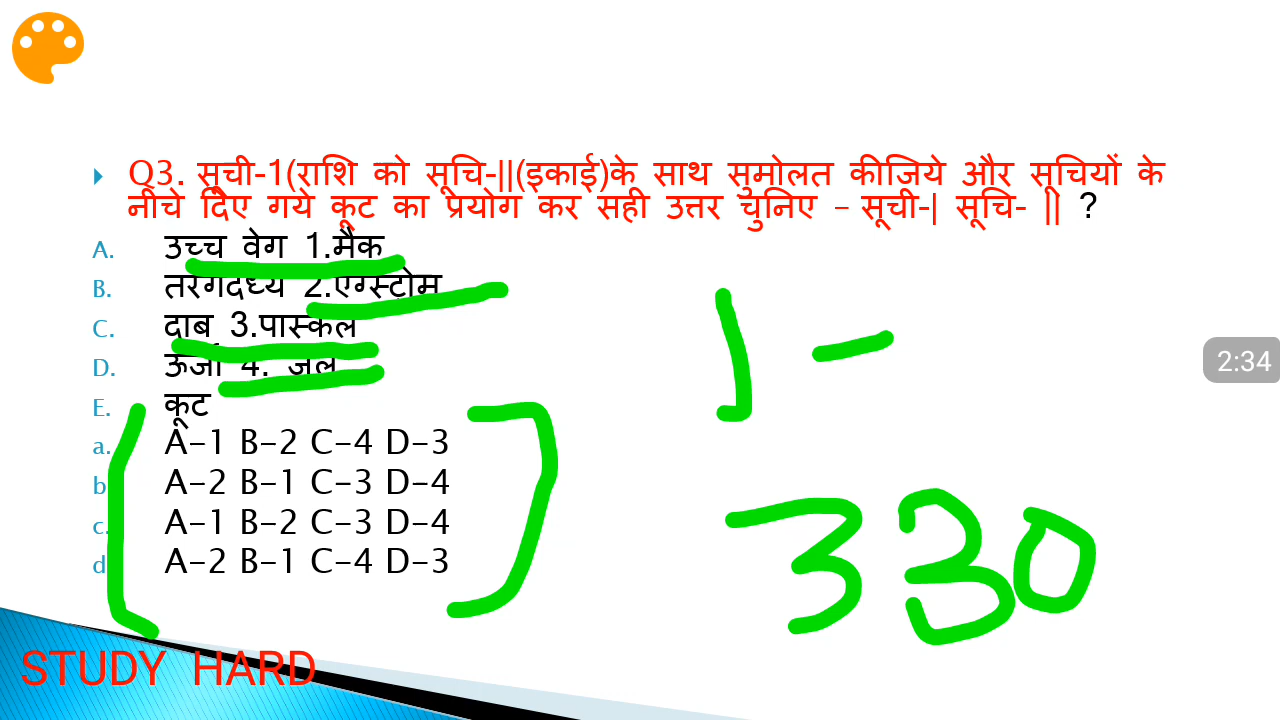 Q3. सूची-1(राशि को सूचि-||(इकाई)के साथ सुमोलत कीजिये और सूचियों के
नीचे दिए गये कूट का प्रयोग कर सही उत्तर चुनिए – सूची-| सूचि- || ?
A. उच्च वेग 1.मैक
B. तरंगदैध्य 2.एंग्स्ट्रोम
C. दाब 3.पास्कल
D. ऊर्जा 4. जूल
E. कूट
a. A-1 B-2 C-4 D-3
b A-2 B-1 C-3 D-4
c. A-1 B-2 C-3 D-4
d A-2 B-1 C-4 D-3
1 -
330
2:34
STUDY HARD